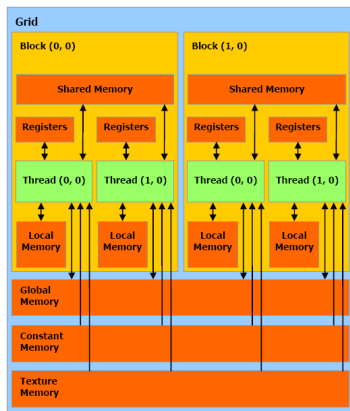 Grid
Block (0, 0)
Shared Memory
Registers
Registers
Thread (0, 0)
Thread (1, 0)
Local
Memory
Local
Memory
Block (1, 0)
Shared Memory
Registers
Registers
Thread (0, 0)
Thread (1, 0)
Local
Memory
Local
Memory
Global
Memory
Constant
Memory
Texture
Memory